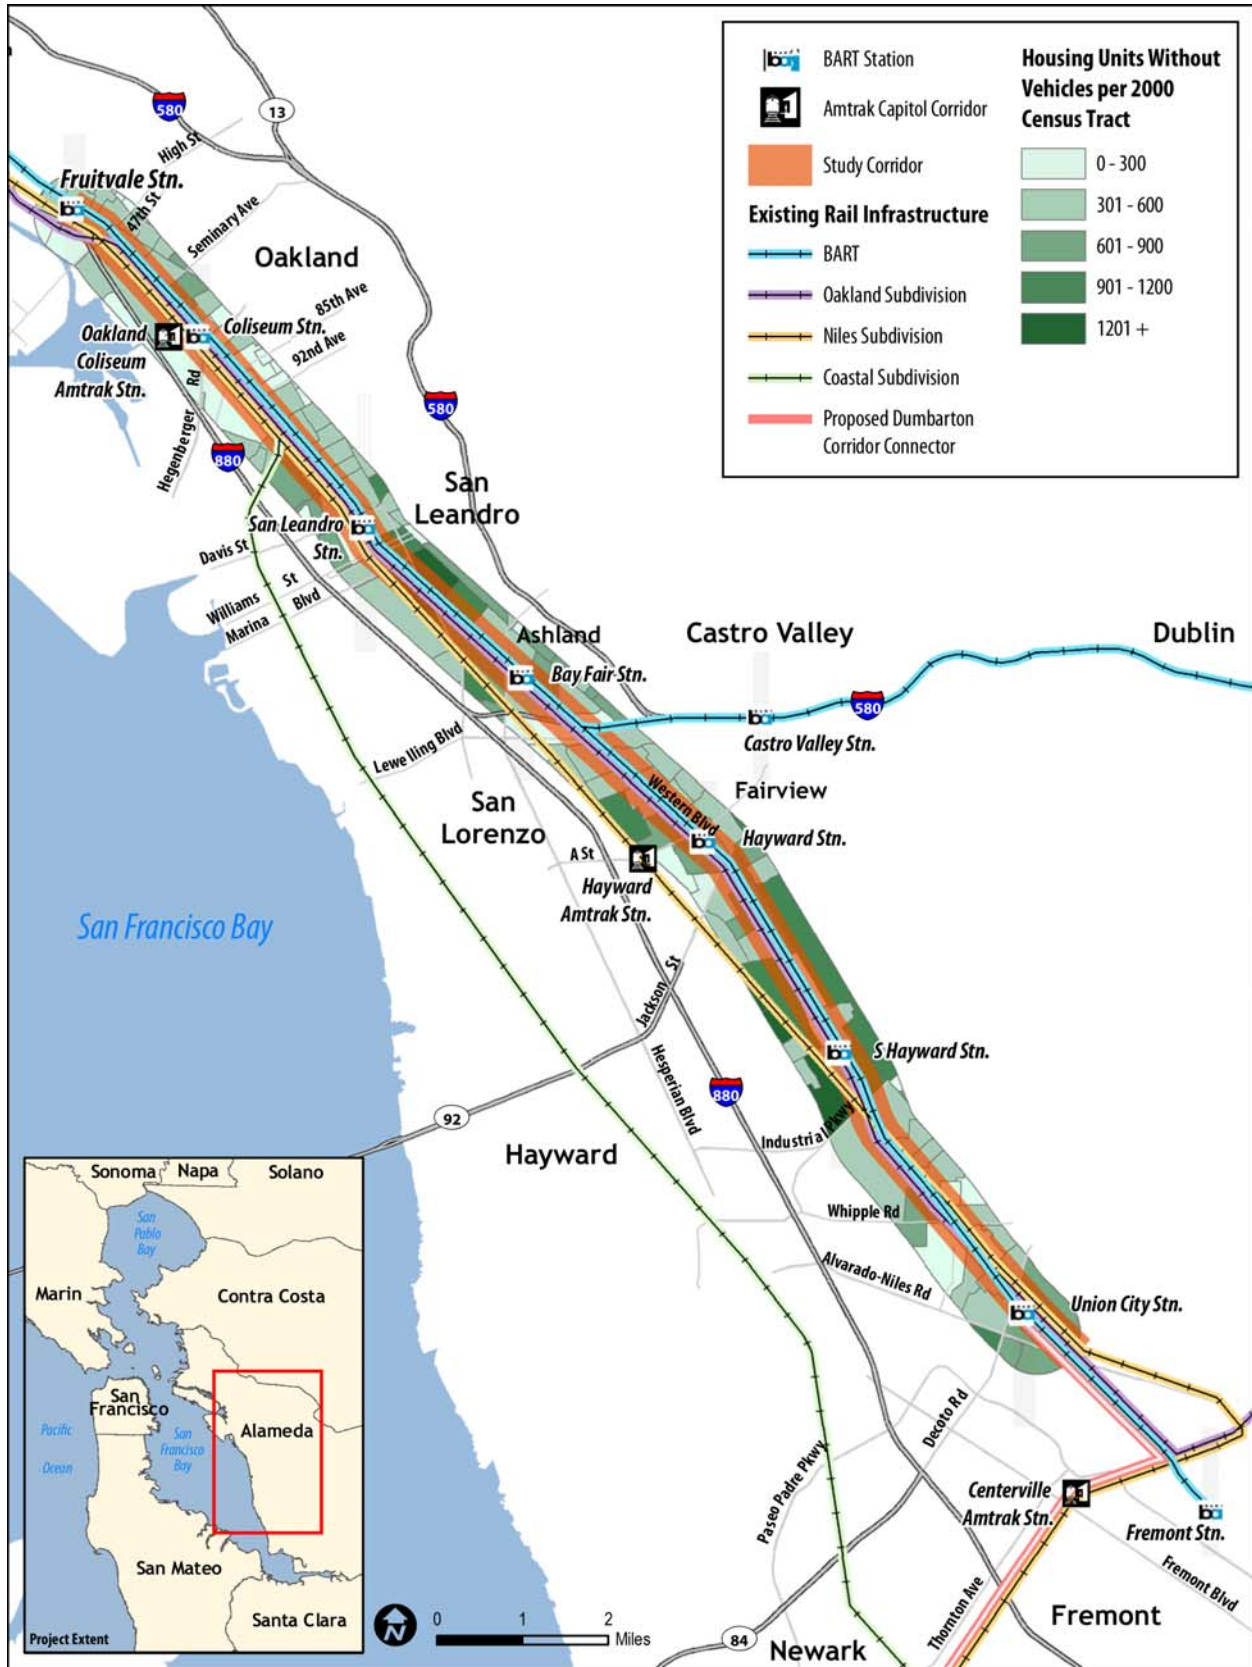 580
13
High St
Fruitvale Stn.
47th St
Seminary Ave
Oakland
85th Ave
Coliseum Stn.
Oakland
Coliseum
Amtrak Stn.
92nd Ave
Hegenberger Rd
880
580
San
Leandro
San Leandro
Stn.
Davis St
Williams St
Marina Blvd
Ashland
Castro Valley
Dublin
Bay Fair Stn.
580
Castro Valley Stn.
Lewelling Blvd
San
Lorenzo
Western Blvd
Fairview
Hayward Stn.
A St
Hayward
Amtrak Stn.
San Francisco Bay
Jackson St
Hesperian Blvd
S Hayward Stn.
880
92
Industrial Pkwy
Hayward
Whipple Rd
Alvarado-Niles Rd
Union City Stn.
Decoto Rd
Paseo Padre Pkwy
Centerville
Amtrak Stn.
Fremont Stn.
Fremont Blvd
Thornton Ave
Fremont
84
Newark
BART Station
Amtrak Capitol Corridor
Study Corridor
Existing Rail Infrastructure
BART
Oakland Subdivision
Niles Subdivision
Coastal Subdivision
Proposed Dumbarton
Corridor Connector
Housing Units Without
Vehicles per 2000
Census Tract
0 - 300
301 - 600
601 - 900
901 - 1200
1201 +
Sonoma
Napa
Solano
San
Pablo
Bay
Marin
Contra Costa
San
Francisco
Pacific
Ocean
San
Francisco
Bay
Alameda
San Mateo
Santa Clara
Project Extent
N
0 1 2
Miles